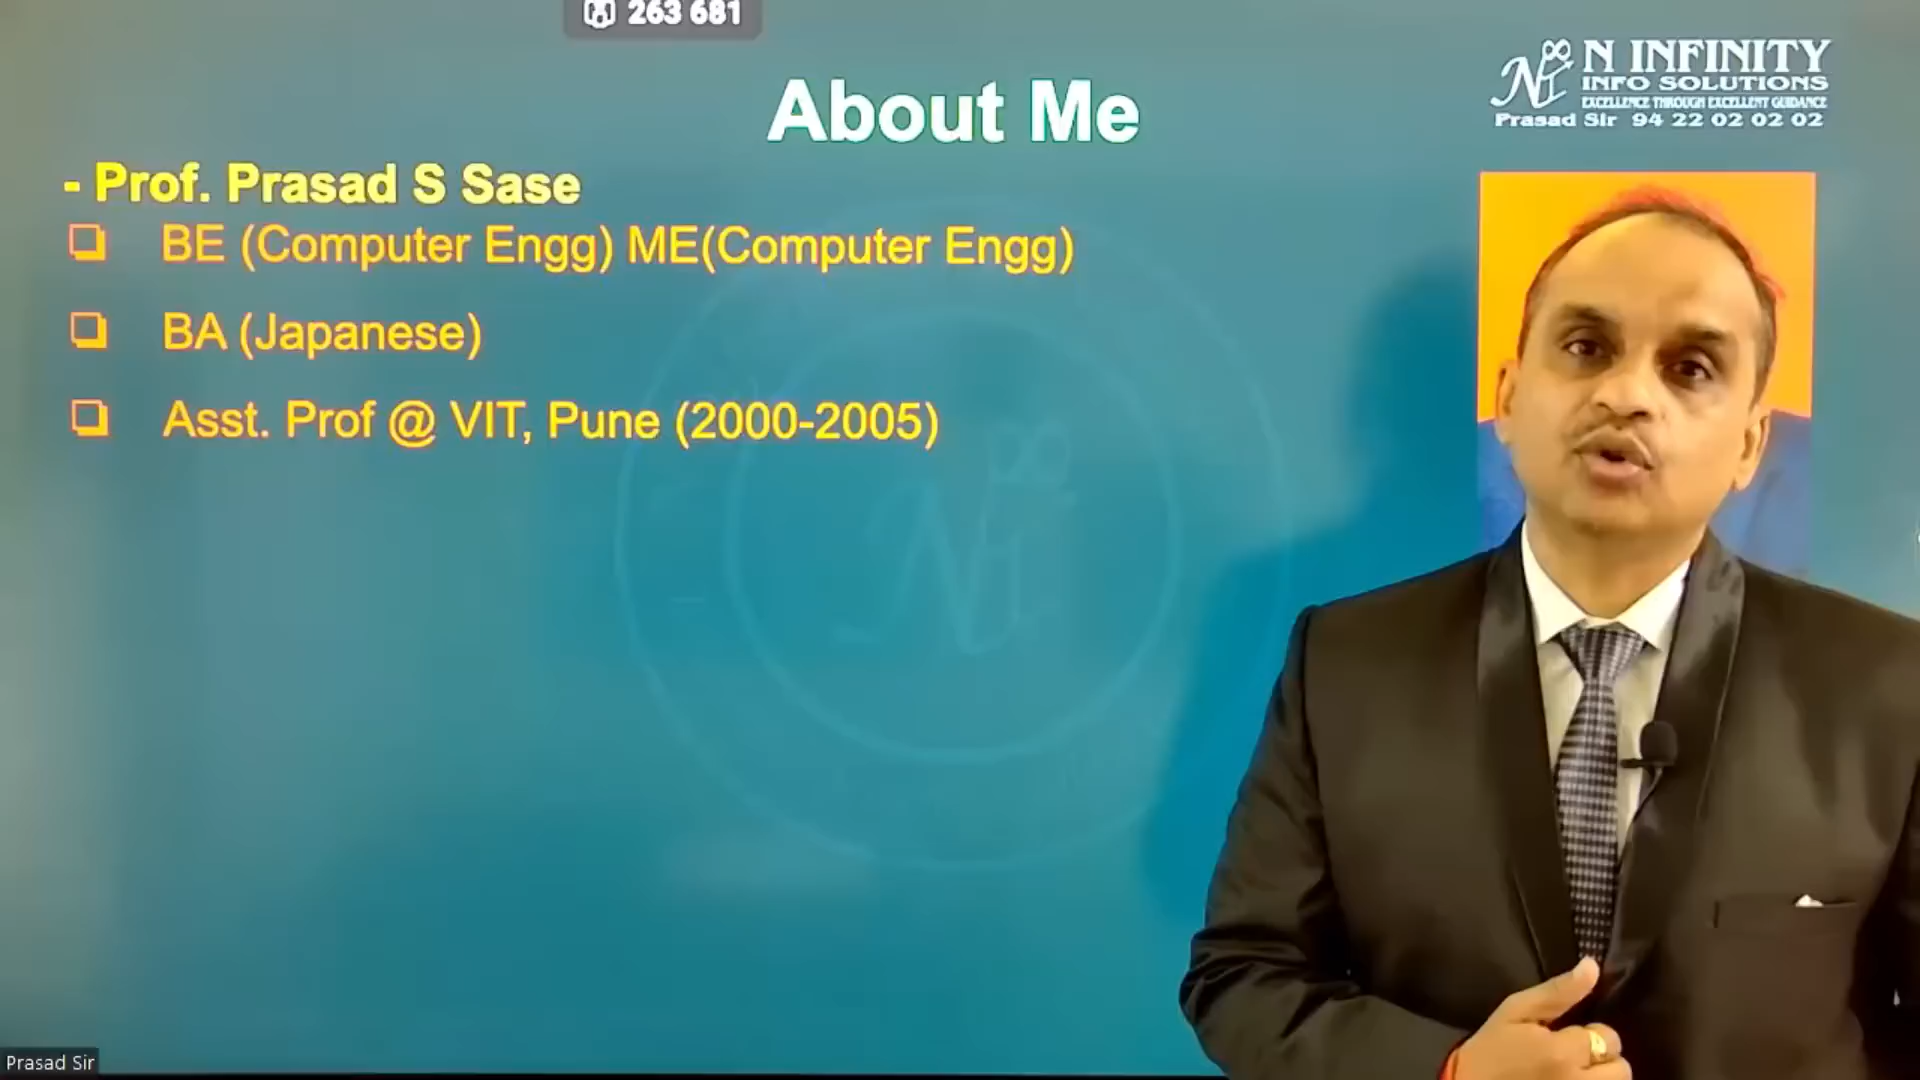 263 681
N INFINITY
INFO SOLUTIONS
EXCELLENCE THROUGH EXCELLENT GUIDANCE
Prasad Sir 94 22 02 02 02
About Me
- Prof. Prasad S Sase
❏ BE (Computer Engg) ME(Computer Engg)
❏ BA (Japanese)
❏ Asst. Prof @ VIT, Pune (2000-2005)
Prasad Sir